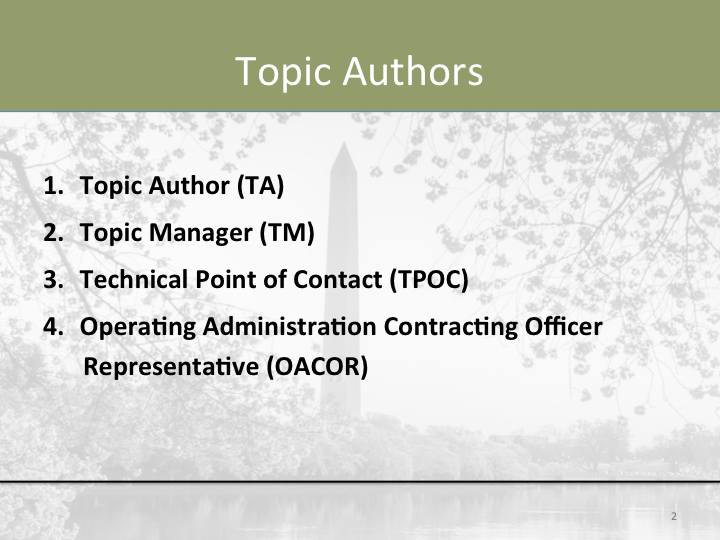 Topic Authors
1. Topic Author (TA)
2. Topic Manager (TM)
3. Technical Point of Contact (TPOC)
4. Operating Administration Contracting Officer
Representative (OACOR)
2